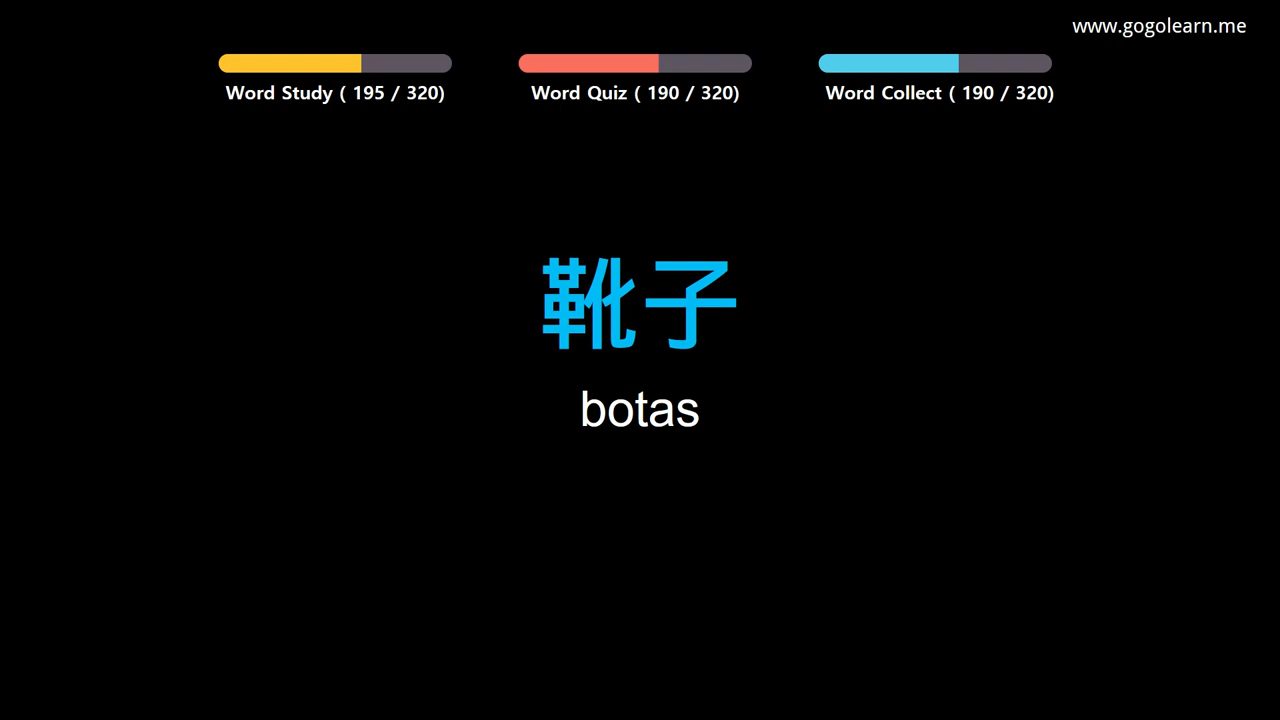 www.gogolearn.me
Word Study ( 195 / 320)
Word Quiz ( 190 / 320)
Word Collect ( 190 / 320)
靴子
botas